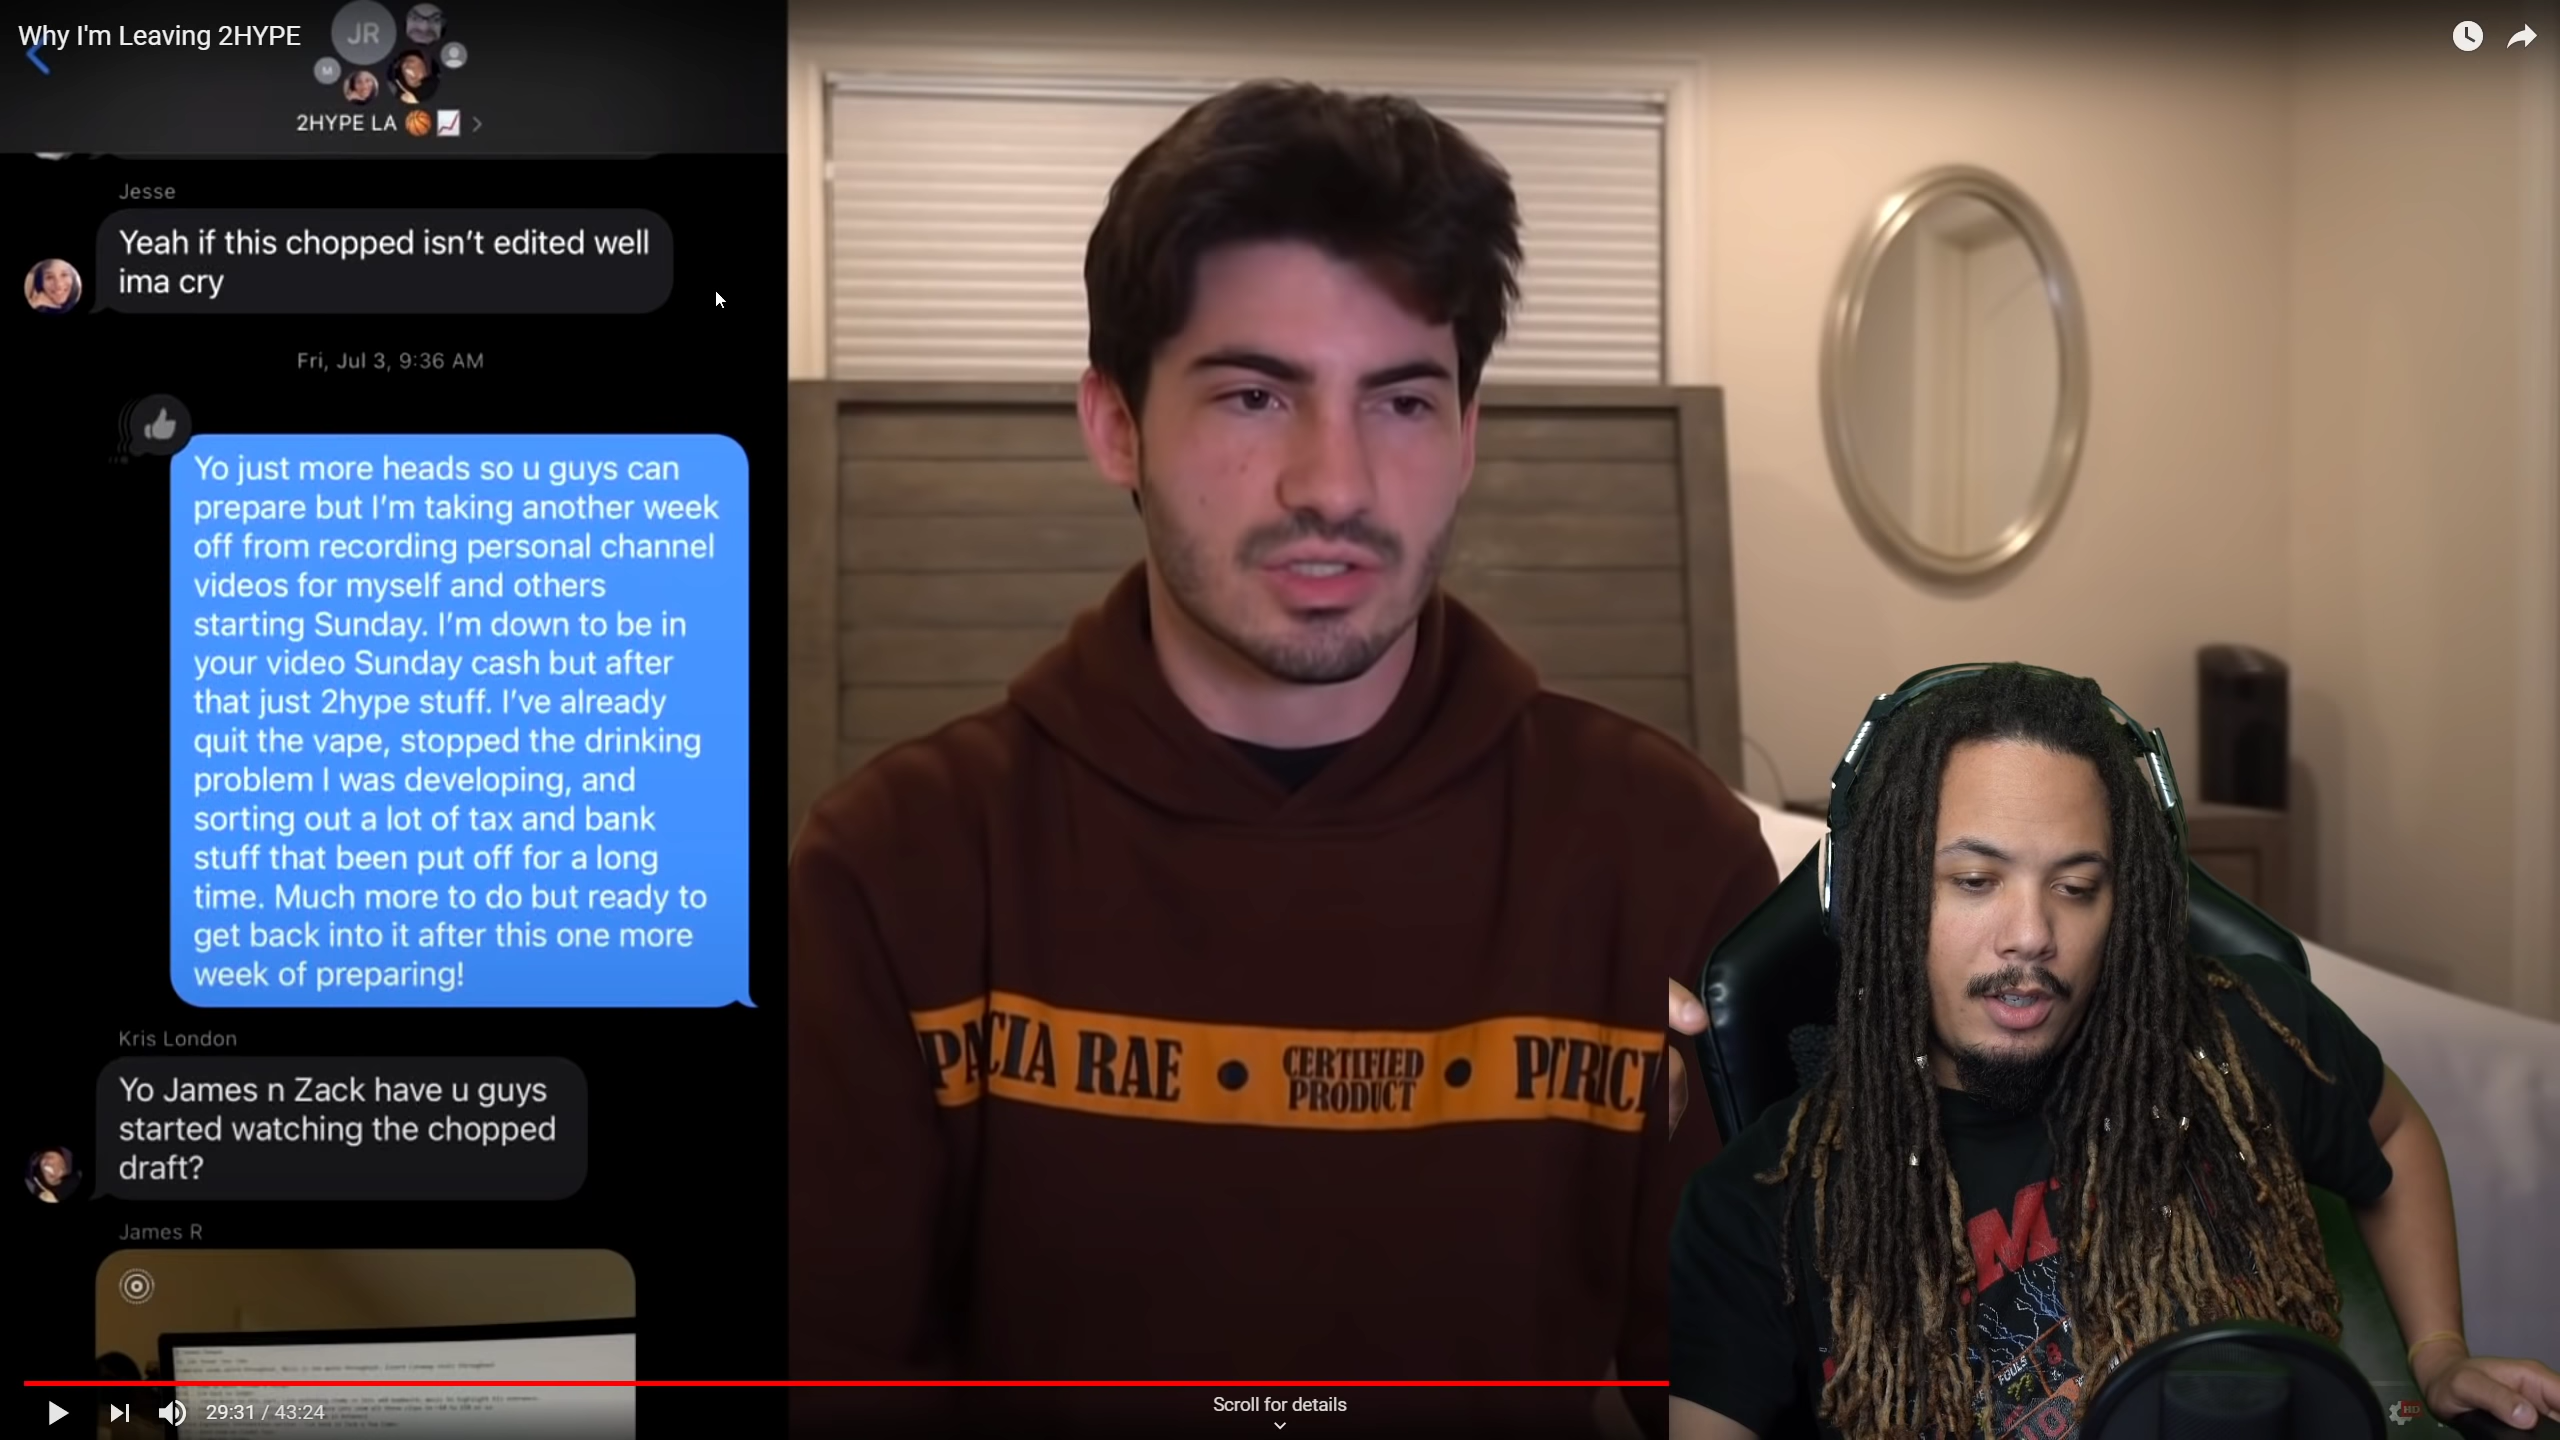 Why I'm Leaving 2HYPE
JR
M
2HYPE LA 🏀 📈 >
Jesse
Yeah if this chopped isn't edited well
ima cry
Fri, Jul 3, 9:36 AM
Yo just more heads so u guys can
prepare but I'm taking another week
off from recording personal channel
videos for myself and others
starting Sunday. I'm down to be in
your video Sunday cash but after
that just 2hype stuff. I've already
quit the vape, stopped the drinking
problem I was developing, and
sorting out a lot of tax and bank
stuff that been put off for a long
time. Much more to do but ready to
get back into it after this one more
week of preparing!
Kris London
Yo James n Zack have u guys
started watching the chopped
draft?
James R
PACIA RAE • CERTIFIED PRODUCT •
M
FOULS
29:31 / 43:24
Scroll for details
HD